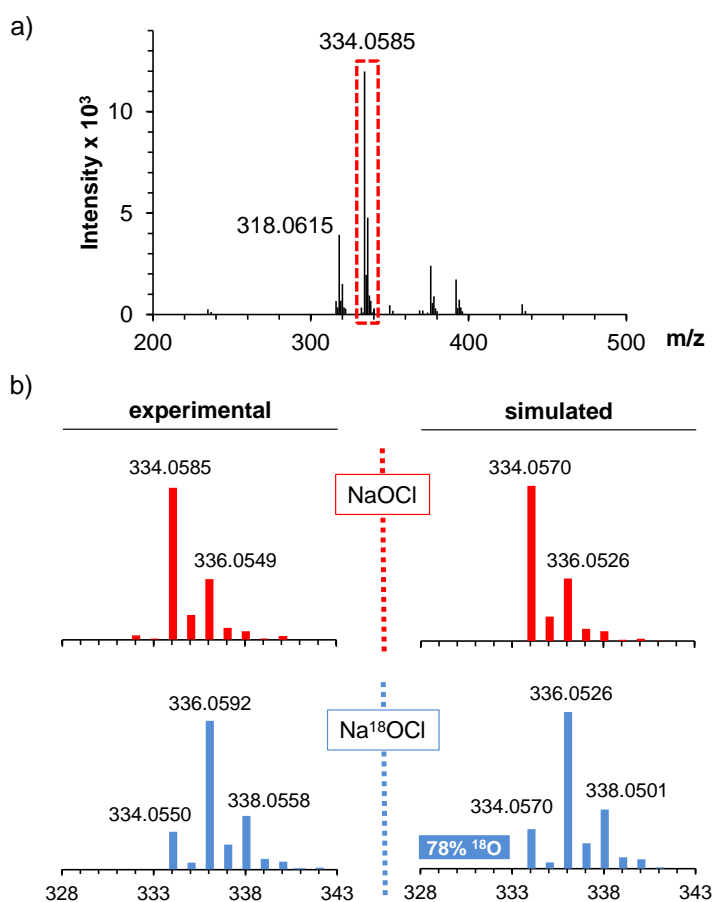 a)
334.0585
318.0615
Intensity x 10³
10
5
0
200 300 400 500
m/z
b)
experimental
simulated
334.0585
336.0549
NaOCl
334.0570
336.0526
336.0592
334.0550
338.0558
Na¹⁸OCl
336.0526
334.0570
338.0501
78% ¹⁸O
328 333 338 343
328 333 338 343